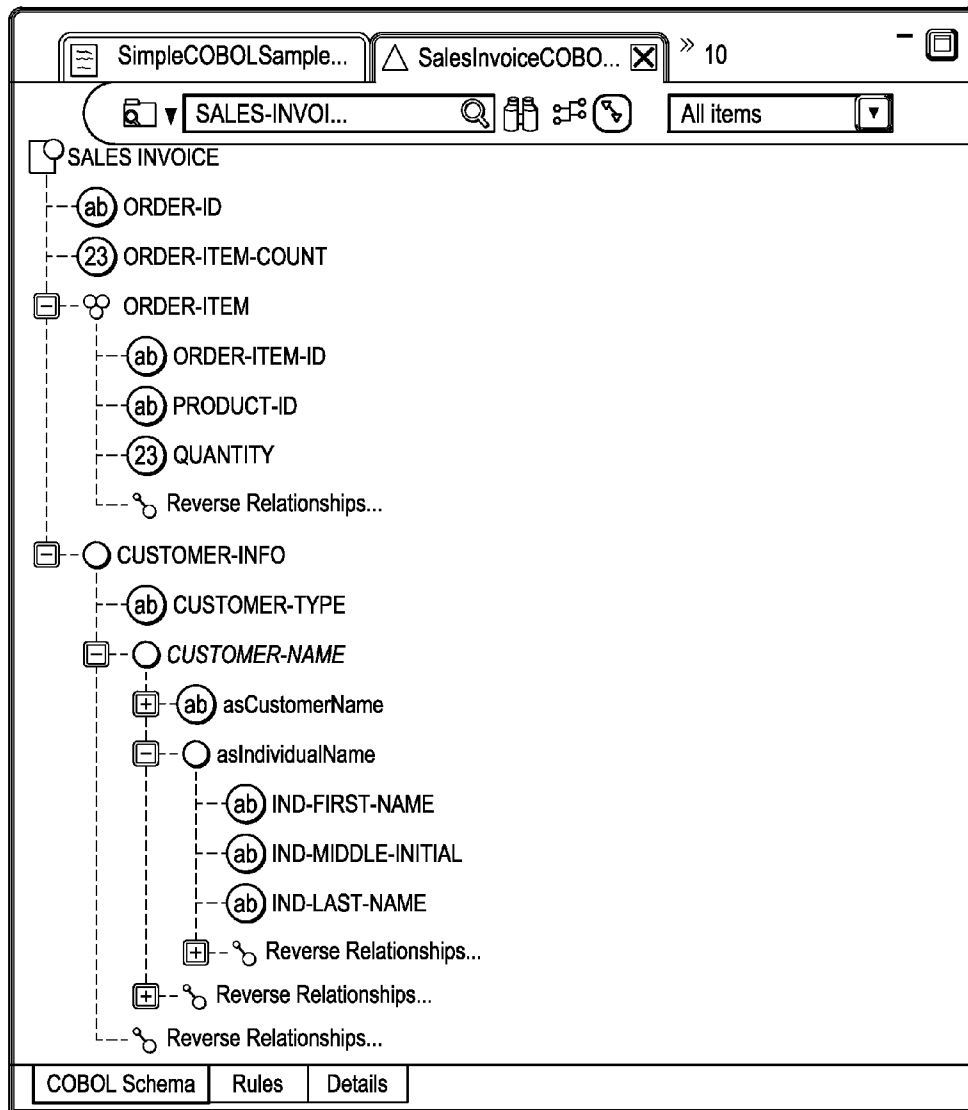 SimpleCOBOLSample... SalesInvoiceCOBO... » 10
SALES-INVOI... All items
SALES INVOICE
ab ORDER-ID
23 ORDER-ITEM-COUNT
ORDER-ITEM
ab ORDER-ITEM-ID
ab PRODUCT-ID
23 QUANTITY
Reverse Relationships...
CUSTOMER-INFO
ab CUSTOMER-TYPE
CUSTOMER-NAME
ab asCustomerName
asIndividualName
ab IND-FIRST-NAME
ab IND-MIDDLE-INITIAL
ab IND-LAST-NAME
Reverse Relationships...
Reverse Relationships...
Reverse Relationships...
COBOL Schema Rules Details